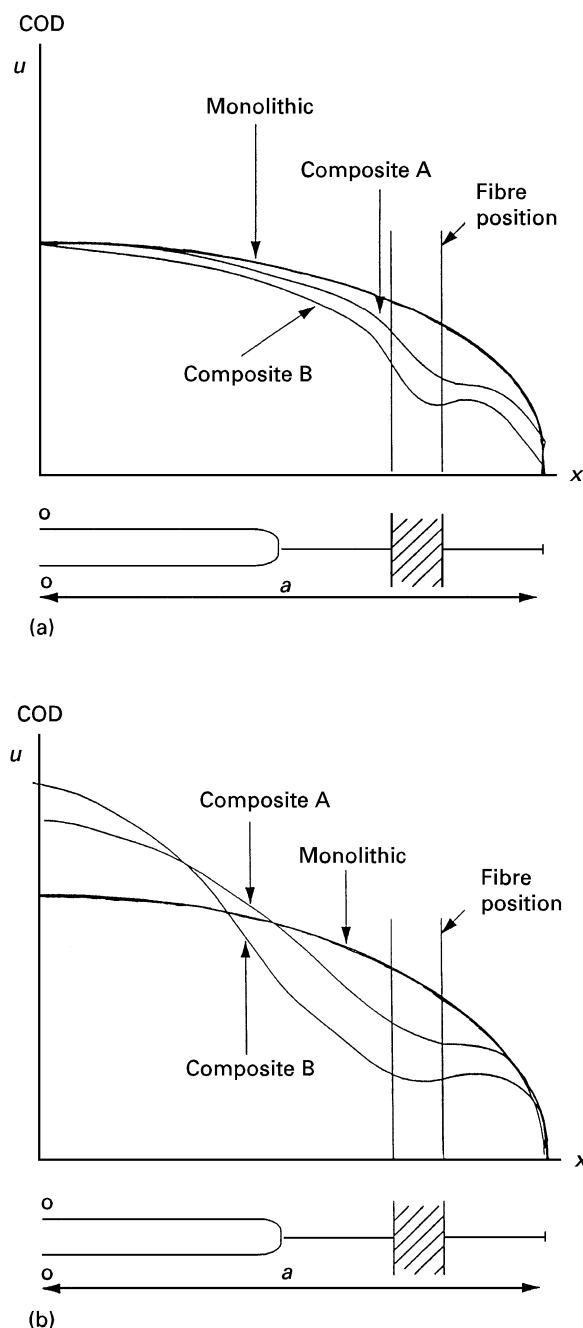 COD
u
Monolithic
Composite A
Fibre
position
Composite B
x
o
o
a
(a)
COD
u
Composite A
Monolithic
Fibre
position
Composite B
x
o
o
a
(b)